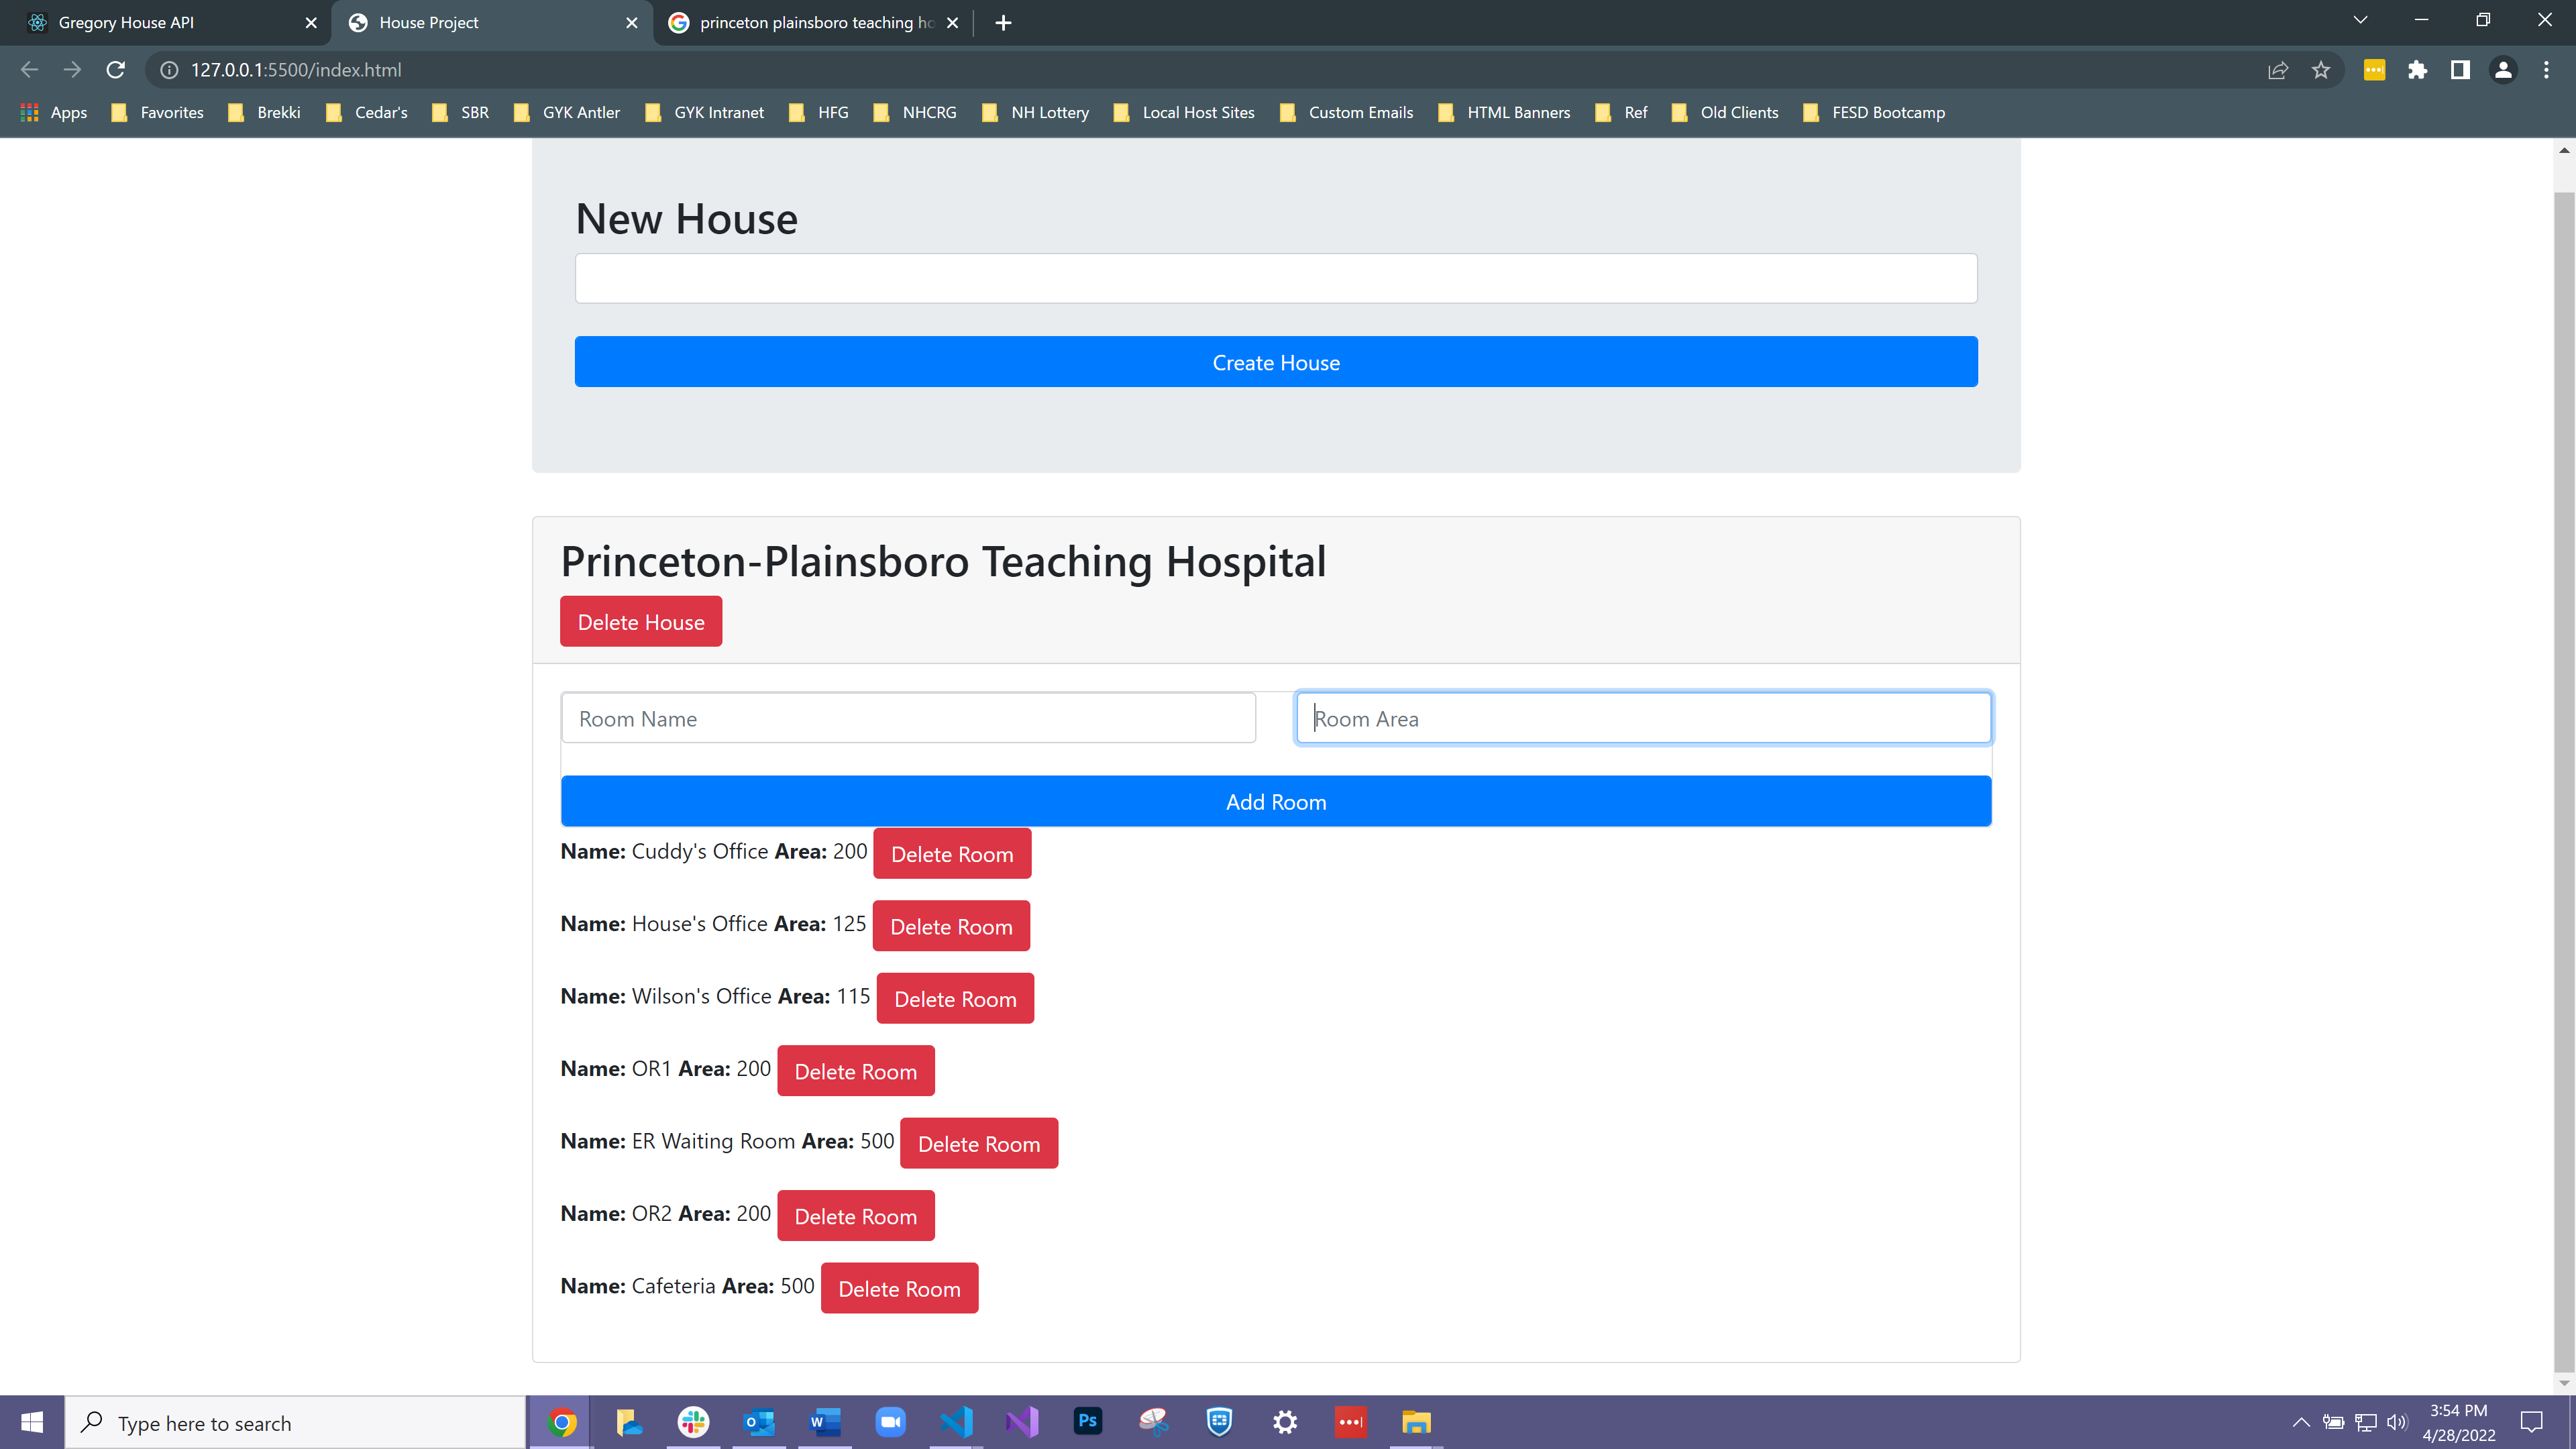 Gregory House API
House Project
princeton plainsboro teaching ho
127.0.0.1:5500/index.html
Apps Favorites Brekki Cedar's SBR GYK Antler GYK Intranet HFG NHCRG NH Lottery Local Host Sites Custom Emails HTML Banners Ref Old Clients FESD Bootcamp
New House
Create House
Princeton-Plainsboro Teaching Hospital
Delete House
Room Name Room Area
Add Room
Name: Cuddy's Office Area: 200 Delete Room
Name: House's Office Area: 125 Delete Room
Name: Wilson's Office Area: 115 Delete Room
Name: OR1 Area: 200 Delete Room
Name: ER Waiting Room Area: 500 Delete Room
Name: OR2 Area: 200 Delete Room
Name: Cafeteria Area: 500 Delete Room
Type here to search
Ps
3:54 PM
4/28/2022